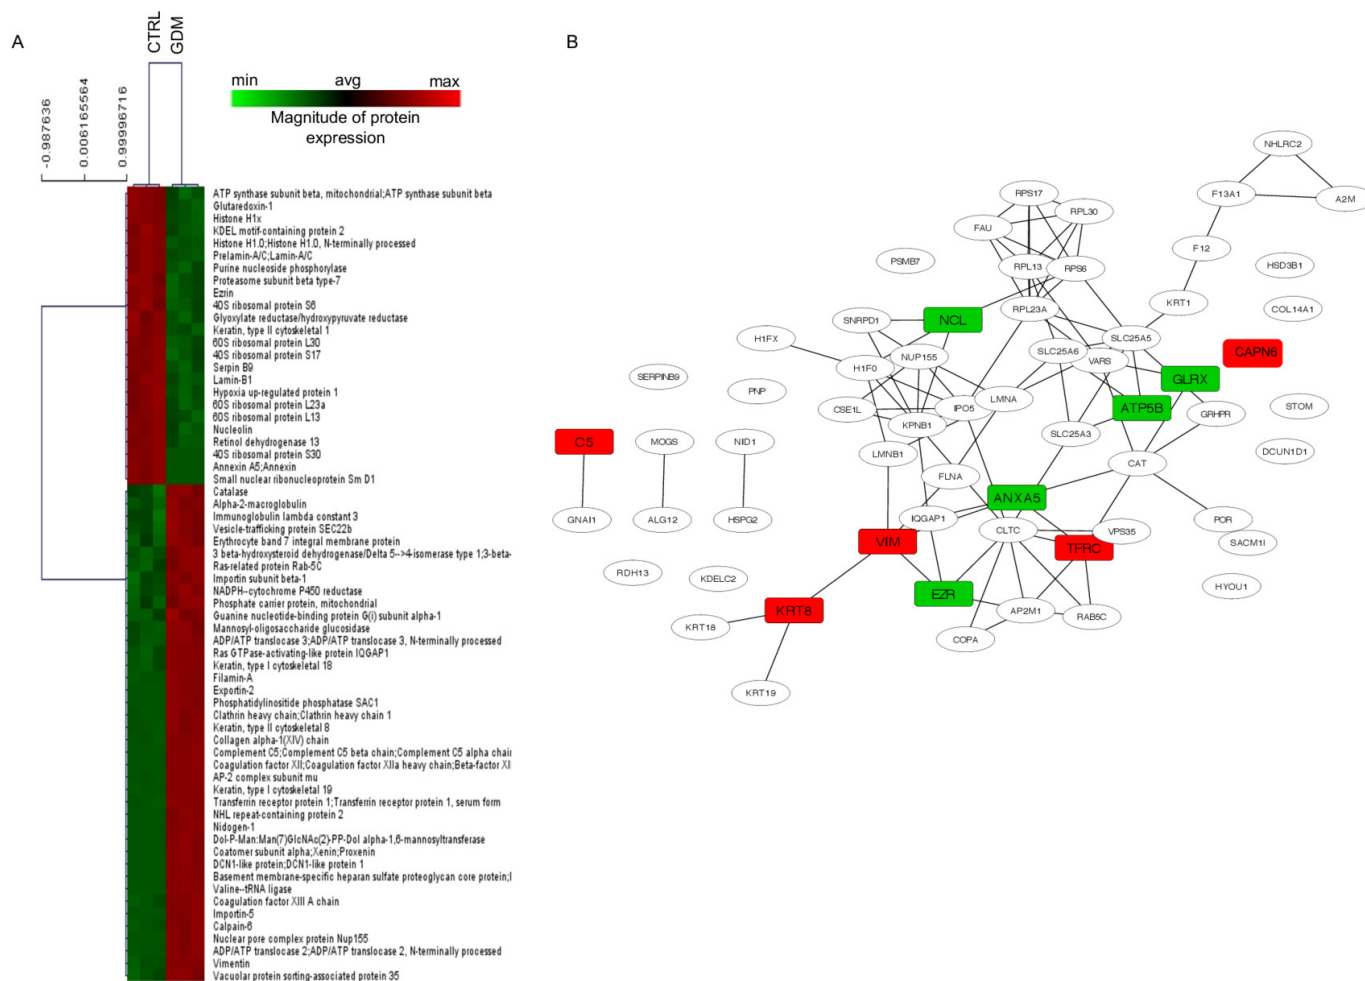 A
CTRL
GDM
min avg max
Magnitude of protein
expression
-0.987636
0.006165564
0.99996716
ATP synthase subunit beta, mitochondrial;ATP synthase subunit beta
Glutaredoxin-1
Histone H1x
KDEL motif-containing protein 2
Histone H1.0;Histone H1.0, N-terminally processed
Prelamin-A/C;Lamin-A/C
Purine nucleoside phosphorylase
Proteasome subunit beta type-7
Ezrin
40S ribosomal protein S6
Glyoxylate reductase/hydroxypyruvate reductase
Keratin, type II cytoskeletal 1
60S ribosomal protein L30
40S ribosomal protein S17
Serpin B9
Lamin-B1
Hypoxia up-regulated protein 1
60S ribosomal protein L23a
60S ribosomal protein L13
Nucleolin
Retinol dehydrogenase 13
40S ribosomal protein S30
Annexin A5;Annexin
Small nuclear ribonucleoprotein Sm D1
Catalase
Alpha-2-macroglobulin
Immunoglobulin lambda constant 3
Vesicle-trafficking protein SEC22b
Erythrocyte band 7 integral membrane protein
3 beta-hydroxysteroid dehydrogenase/Delta 5-->4-isomerase type 1;3-beta-
Ras-related protein Rab-5C
Importin subunit beta-1
NADPH--cytochrome P450 reductase
Phosphate carrier protein, mitochondrial
Guanine nucleotide-binding protein G(i) subunit alpha-1
Mannosyl-oligosaccharide glucosidase
ADP/ATP translocase 3;ADP/ATP translocase 3, N-terminally processed
Ras GTPase-activating-like protein IQGAP1
Keratin, type I cytoskeletal 18
Filamin-A
Exportin-2
Phosphatidylinositide phosphatase SAC1
Clathrin heavy chain;Clathrin heavy chain 1
Keratin, type II cytoskeletal 8
Collagen alpha-1(XIV) chain
Complement C5;Complement C5 beta chain;Complement C5 alpha chai
Coagulation factor XII;Coagulation factor XIIa heavy chain;Beta-factor XI
AP-2 complex subunit mu
Keratin, type I cytoskeletal 19
Transferrin receptor protein 1;Transferrin receptor protein 1, serum form
NHL repeat-containing protein 2
Nidogen-1
Dol-P-Man:Man(7)GlcNAc(2)-PP-Dol alpha-1,6-mannosyltransferase
Coatomer subunit alpha;Xenin;Proxenin
DCN1-like protein;DCN1-like protein 1
Basement membrane-specific heparan sulfate proteoglycan core protein;
Valine--tRNA ligase
Coagulation factor XIII A chain
Importin-5
Calpain-6
Nuclear pore complex protein Nup155
ADP/ATP translocase 2;ADP/ATP translocase 2, N-terminally processed
Vimentin
Vacuolar protein sorting-associated protein 35
B
NHLRC2
RPS17
F13A1
A2M
RPL30
FAU
F12
PSMB7
RPL13
RPS6
HSD3B1
KRT1
RPL23A
COL14A1
SNRPD1
NCL
H1FX
SLC25A5
NUP155
SLC25A6
VARS
CAPN6
H1F0
SERPINB9
GLRX
PNP
LMNA
CSE1L
IPO5
ATP5B
GRHPR
STOM
KPNB1
SLC25A3
C5
MOGS
NID1
LMNB1
DCUN1D1
CAT
FLNA
ANXA5
GNAI1
ALG12
HSPG2
IQGAP1
POR
CLTC
VPS35
VIM
TFRC
SACM1l
RDH13
KDELC2
HYOU1
EZR
KRT8
AP2M1
RAB5C
KRT18
COPA
KRT19